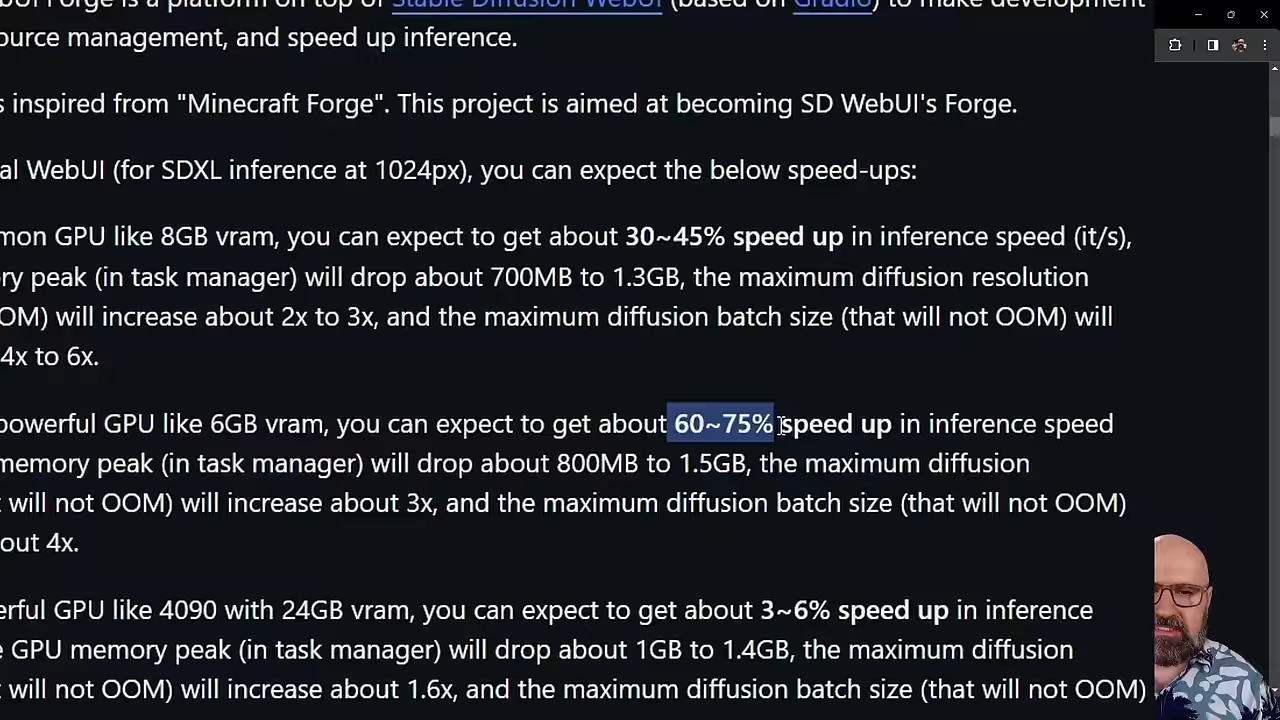 UI Forge is a platform on top of Stable Diffusion WebUI (based on Gradio) to make development
ource management, and speed up inference.
s inspired from "Minecraft Forge". This project is aimed at becoming SD WebUI's Forge.
al WebUI (for SDXL inference at 1024px), you can expect the below speed-ups:
mon GPU like 8GB vram, you can expect to get about 30~45% speed up in inference speed (it/s),
ry peak (in task manager) will drop about 700MB to 1.3GB, the maximum diffusion resolution
OM) will increase about 2x to 3x, and the maximum diffusion batch size (that will not OOM) will
4x to 6x.
powerful GPU like 6GB vram, you can expect to get about 60~75% speed up in inference speed
memory peak (in task manager) will drop about 800MB to 1.5GB, the maximum diffusion
t will not OOM) will increase about 3x, and the maximum diffusion batch size (that will not OOM)
out 4x.
erful GPU like 4090 with 24GB vram, you can expect to get about 3~6% speed up in inference
e GPU memory peak (in task manager) will drop about 1GB to 1.4GB, the maximum diffusion
t will not OOM) will increase about 1.6x, and the maximum diffusion batch size (that will not OOM)